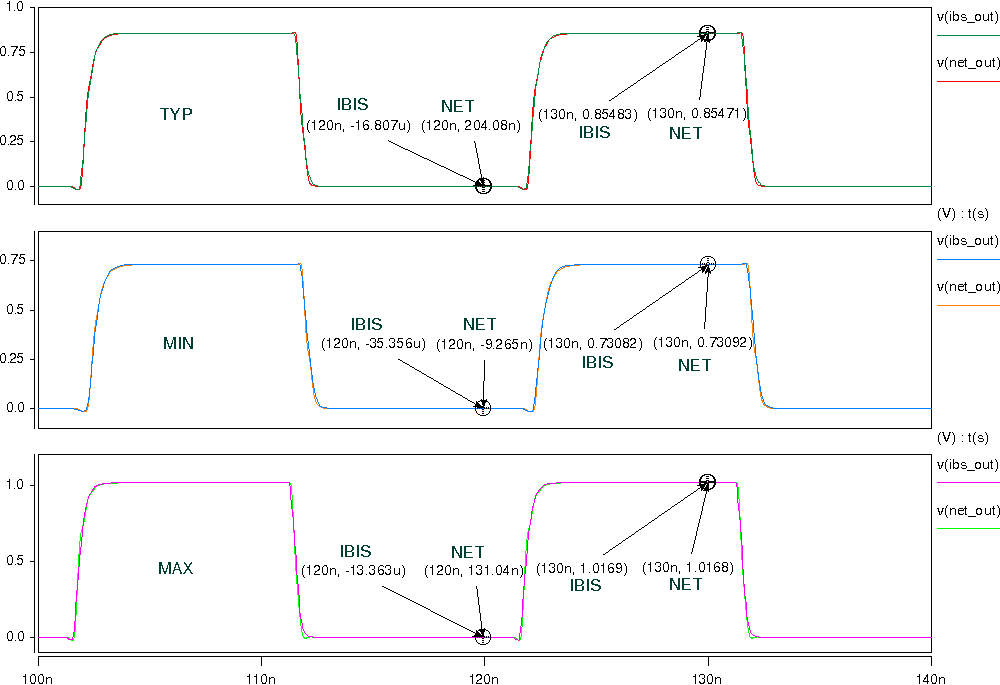 1.0
v(ibs_out)
0.75
v(net_out)
0.5
IBIS NET
TYP
(120n, -16.807u) (120n, 204.08n)
(130n, 0.85483) (130n, 0.85471)
IBIS NET
0.25
0.0
(V) : t(s)
v(ibs_out)
0.75
v(net_out)
0.5
IBIS NET
MIN
(120n, -35.356u) (120n, -9.265n)
(130n, 0.73082) (130n, 0.73092)
IBIS NET
0.25
0.0
(V) : t(s)
v(ibs_out)
1.0
v(net_out)
0.5
IBIS NET
MAX
(120n, -13.363u) (120n, 131.04n)
(130n, 1.0169) (130n, 1.0168)
IBIS NET
0.0
100n 110n 120n 130n 140n